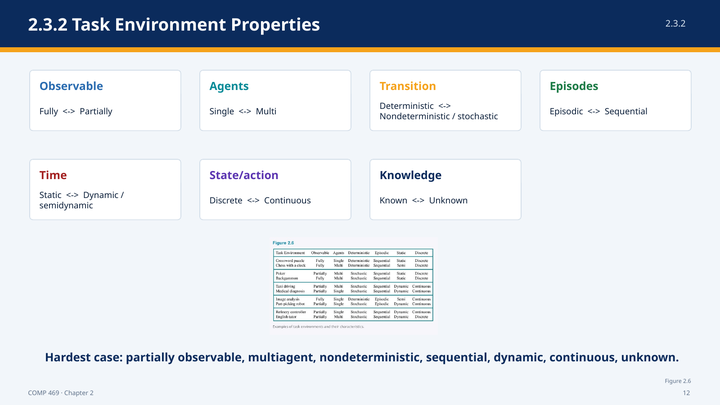 2.3.2 Task Environment Properties
2.3.2
Observable
Fully <-> Partially
Agents
Single <-> Multi
Transition
Deterministic <->
Nondeterministic / stochastic
Episodes
Episodic <-> Sequential
Time
Static <-> Dynamic /
semidynamic
State/action
Discrete <-> Continuous
Knowledge
Known <-> Unknown
Figure 2.6
Task Environment Observable Agents Deterministic Episodic Static Discrete
Crossword puzzle Fully Single Deterministic Sequential Static Discrete
Chess with a clock Fully Multi Deterministic Sequential Semi Discrete
Poker Partially Multi Stochastic Sequential Static Discrete
Backgammon Multi Stochastic Sequential Static Discrete
Taxi driving Partially Multi Stochastic Sequential Dynamic Continuous
Medical diagnosis Partially Single Stochastic Sequential Dynamic Continuous
Image analysis Fully Single Deterministic Episodic Semi Continuous
Part-picking robot Partially Single Stochastic Episodic Dynamic Continuous
Refinery controller Partially Single Stochastic Sequential Dynamic Continuous
English tutor Partially Multi Stochastic Sequential Dynamic Discrete
Examples of task environments and their characteristics.
Hardest case: partially observable, multiagent, nondeterministic, sequential, dynamic, continuous, unknown.
Figure 2.6
COMP 469 · Chapter 2
12